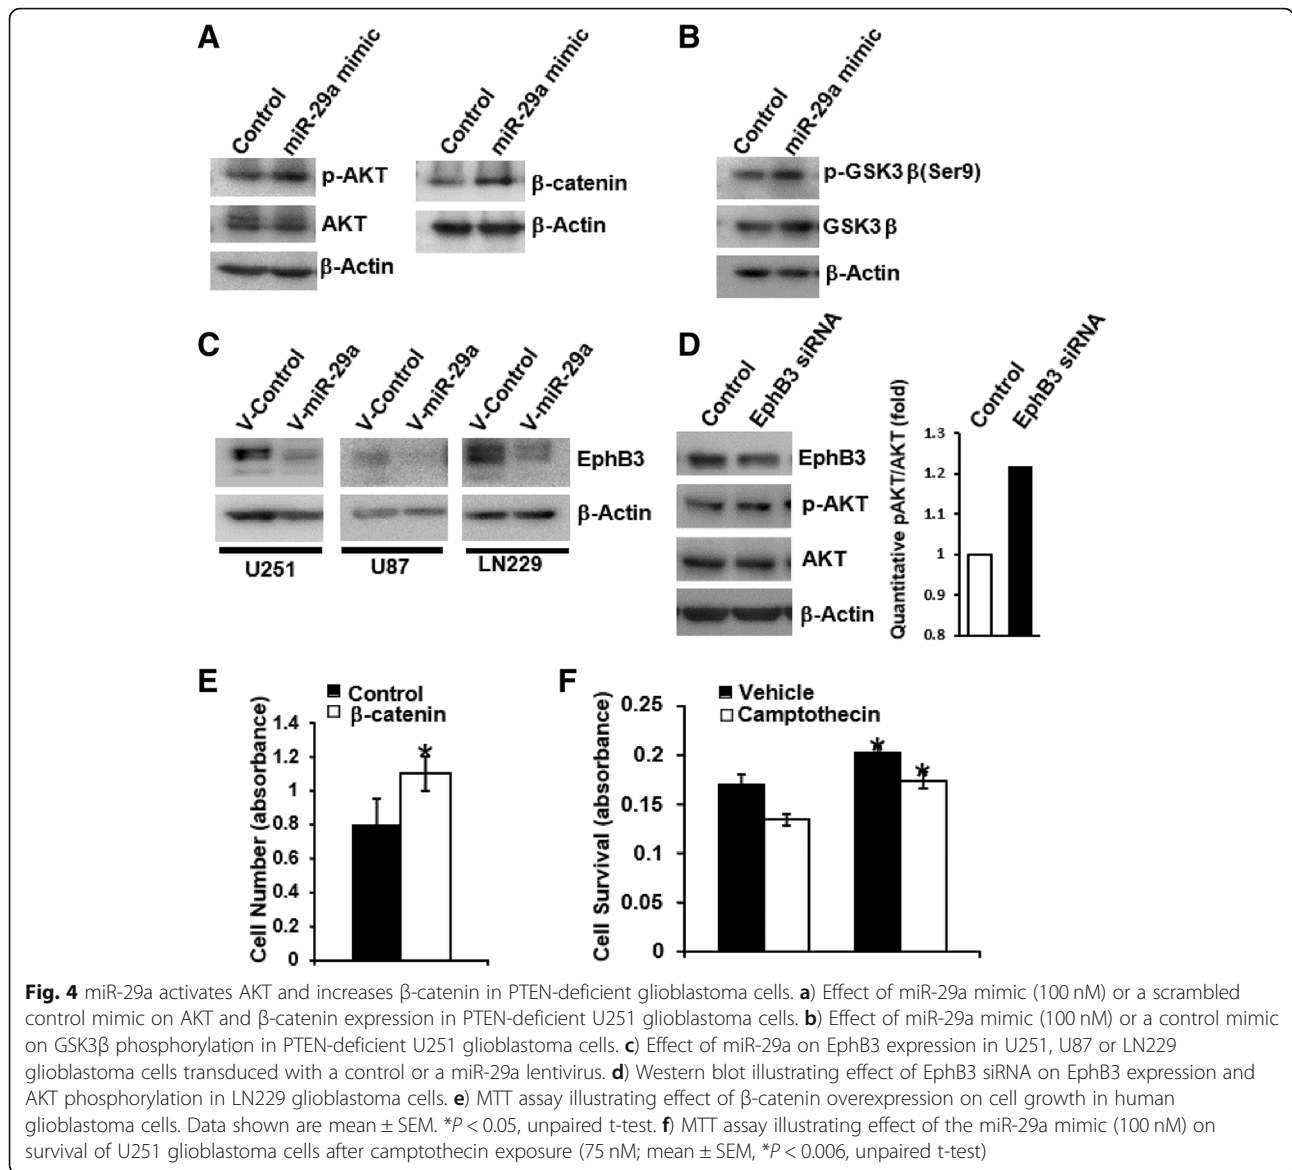 A
Control
miR-29a mimic
p-AKT
AKT
β-Actin
Control
miR-29a mimic
β-catenin
β-Actin
B
Control
miR-29a mimic
p-GSK3β(Ser9)
GSK3β
β-Actin
C
V-Control
V-miR-29a
V-Control
V-miR-29a
V-Control
V-miR-29a
EphB3
β-Actin
U251
U87
LN229
D
Control
EphB3 siRNA
EphB3
p-AKT
AKT
β-Actin
Control
EphB3 siRNA
Quantitative pAKT/AKT (fold)
1.3
1.2
1.1
1
0.9
0.8
E
Control
β-catenin
Cell Number (absorbance)
1.4
1.2
1
0.8
0.6
0.4
0.2
0
*
F
Vehicle
Camptothecin
Cell Survival (absorbance)
0.25
0.2
0.15
0.1
0.05
0
*
*
Fig. 4 miR-29a activates AKT and increases β-catenin in PTEN-deficient glioblastoma cells. a) Effect of miR-29a mimic (100 nM) or a scrambled
control mimic on AKT and β-catenin expression in PTEN-deficient U251 glioblastoma cells. b) Effect of miR-29a mimic (100 nM) or a control mimic
on GSK3β phosphorylation in PTEN-deficient U251 glioblastoma cells. c) Effect of miR-29a on EphB3 expression in U251, U87 or LN229
glioblastoma cells transduced with a control or a miR-29a lentivirus. d) Western blot illustrating effect of EphB3 siRNA on EphB3 expression and
AKT phosphorylation in LN229 glioblastoma cells. e) MTT assay illustrating effect of β-catenin overexpression on cell growth in human
glioblastoma cells. Data shown are mean ± SEM. *P < 0.05, unpaired t-test. f) MTT assay illustrating effect of the miR-29a mimic (100 nM) on
survival of U251 glioblastoma cells after camptothecin exposure (75 nM; mean ± SEM, *P < 0.006, unpaired t-test)